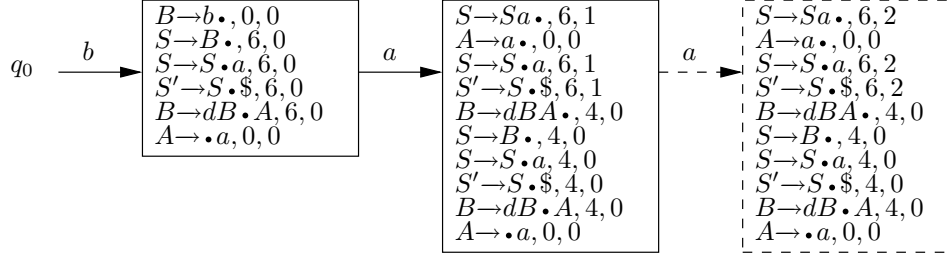 q₀
b
B→b•, 0, 0
S→B•, 6, 0
S→S•a, 6, 0
S′→S•$, 6, 0
B→dB•A, 6, 0
A→•a, 0, 0
a
S→Sa•, 6, 1
A→a•, 0, 0
S→S•a, 6, 1
S′→S•$, 6, 1
B→dBA•, 4, 0
S→B•, 4, 0
S→S•a, 4, 0
S′→S•$, 4, 0
B→dB•A, 4, 0
A→•a, 0, 0
a
S→Sa•, 6, 2
A→a•, 0, 0
S→S•a, 6, 2
S′→S•$, 6, 2
B→dBA•, 4, 0
S→B•, 4, 0
S→S•a, 4, 0
S′→S•$, 4, 0
B→dB•A, 4, 0
A→•a, 0, 0